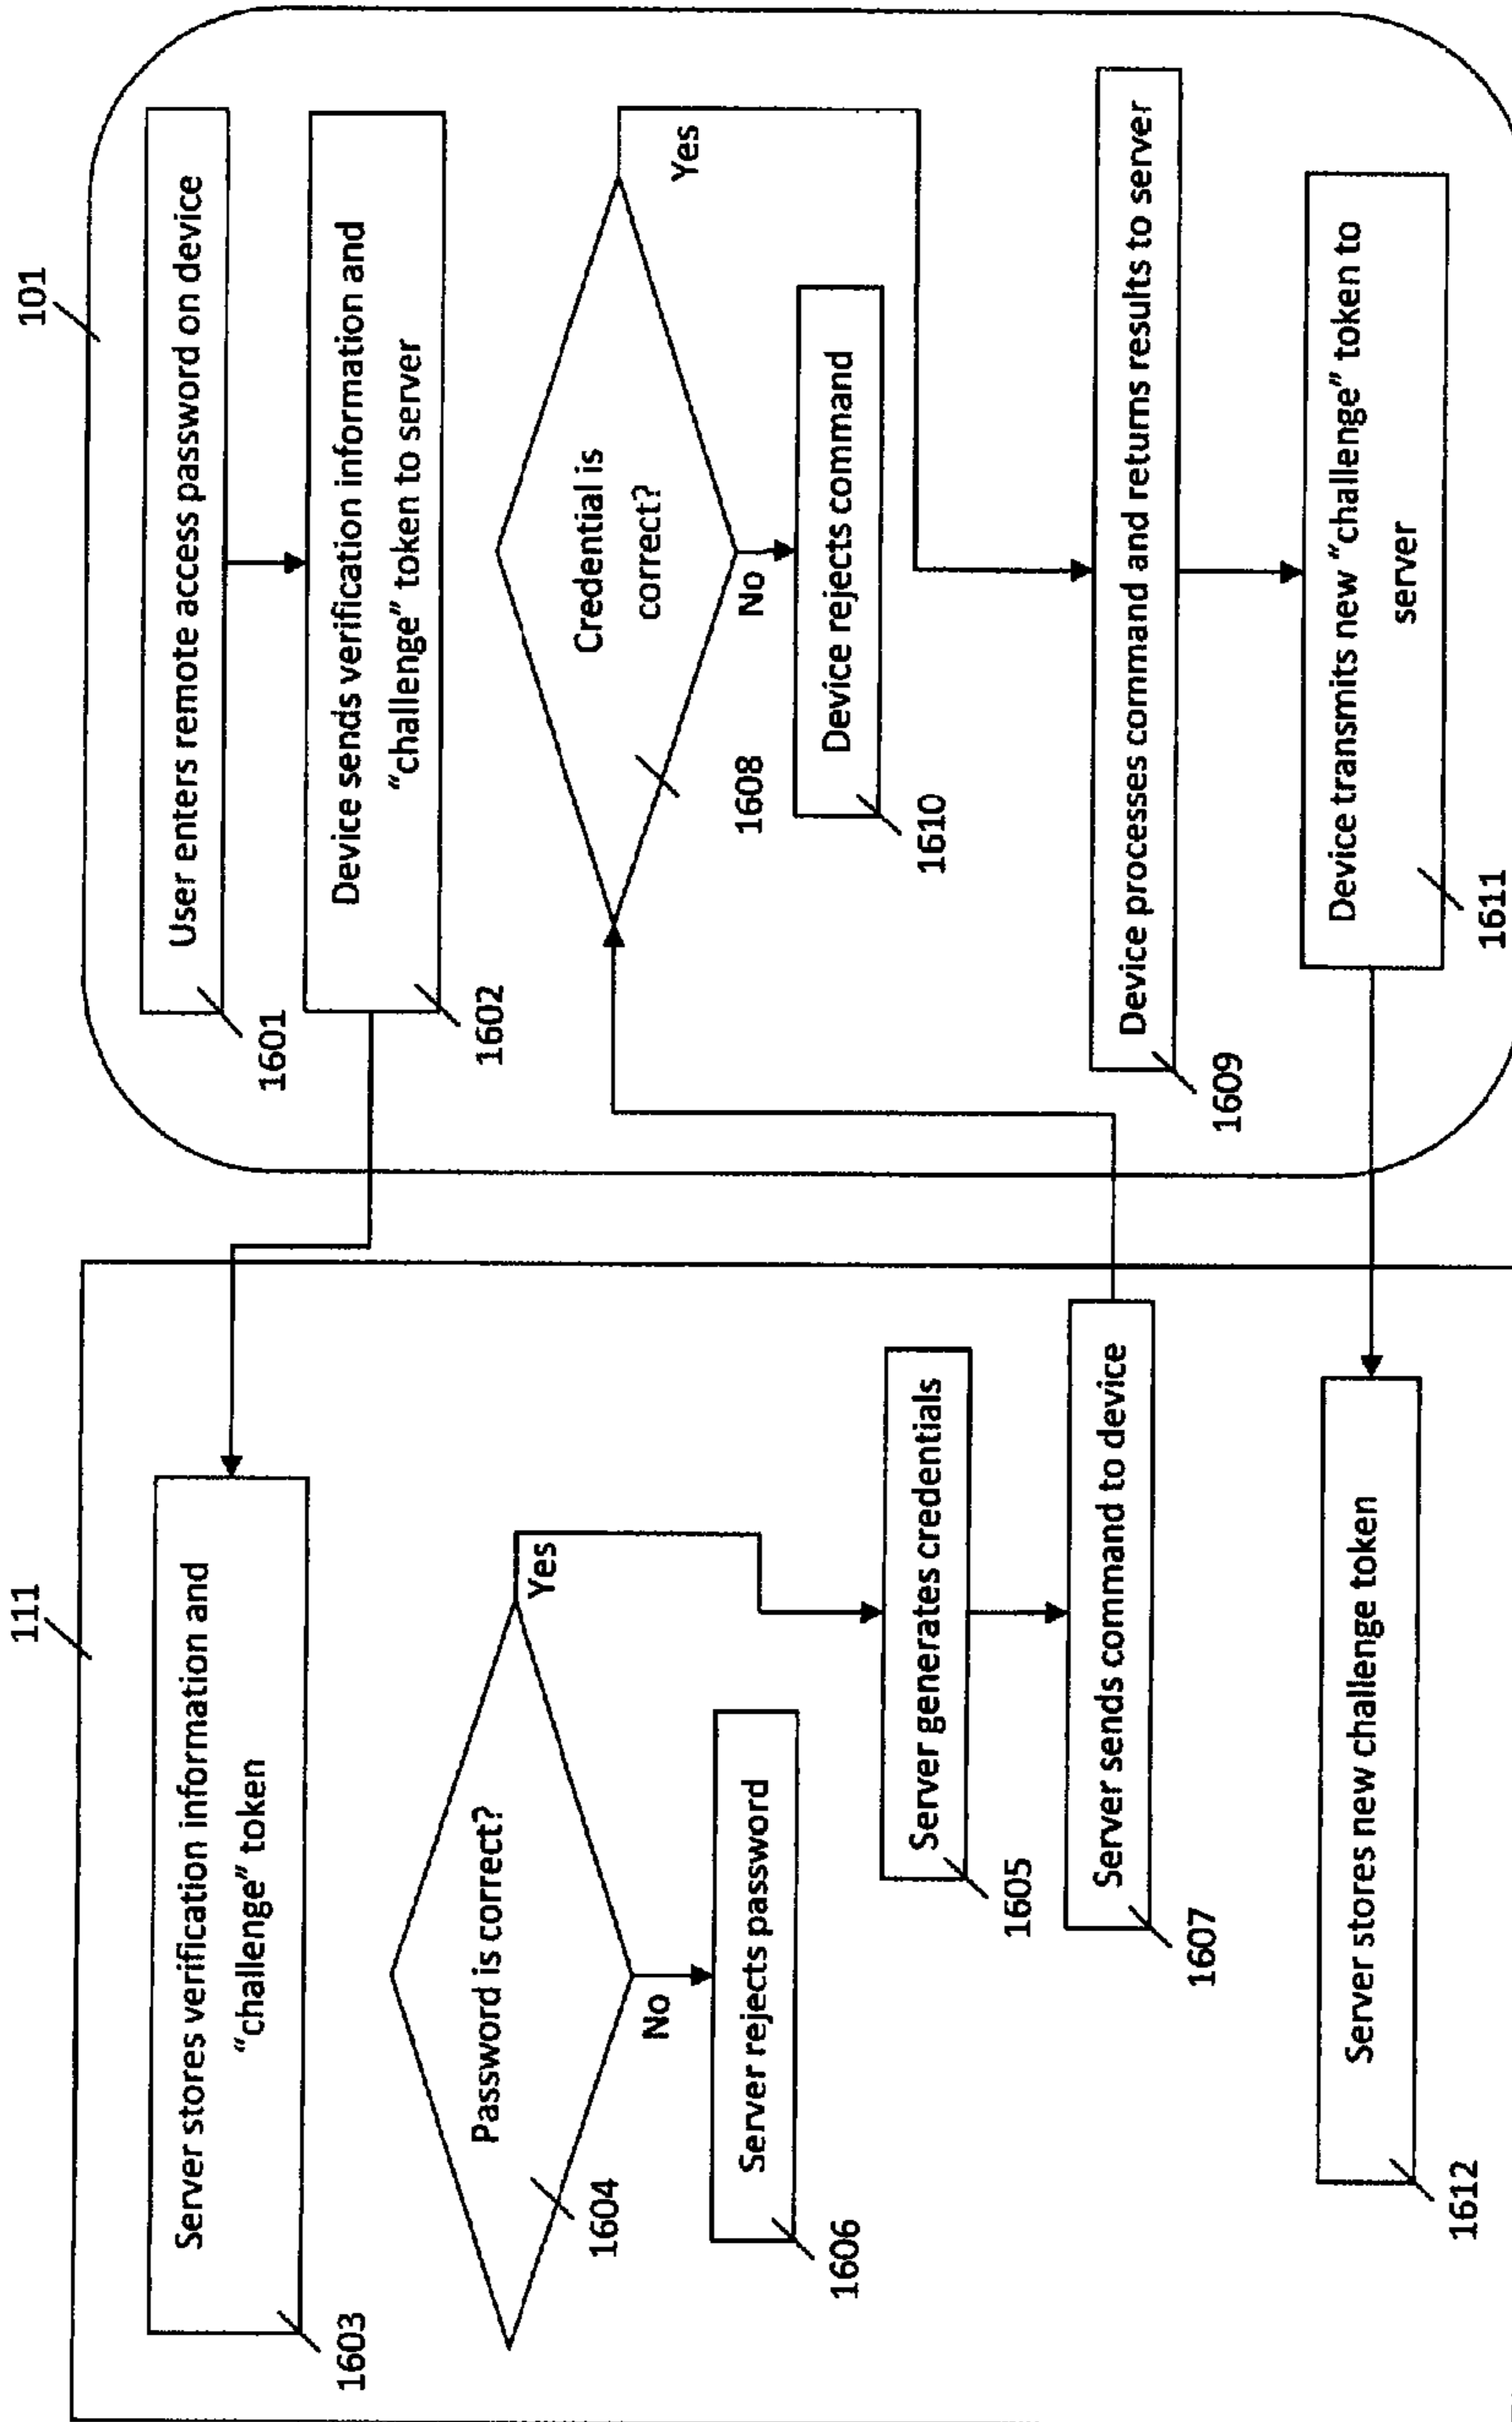 111
Server stores verification information and
“challenge” token
1603
Password is correct?
Yes
No
1604
Server rejects password
1606
Server generates credentials
1605
Server sends command to device
1607
Server stores new challenge token
1612
101
User enters remote access password on device
1601
Device sends verification information and
“challenge” token to server
1602
Credential is
correct?
Yes
No
1608
Device rejects command
1610
Device processes command and returns results to server
1609
Device transmits new “challenge” token to
server
1611